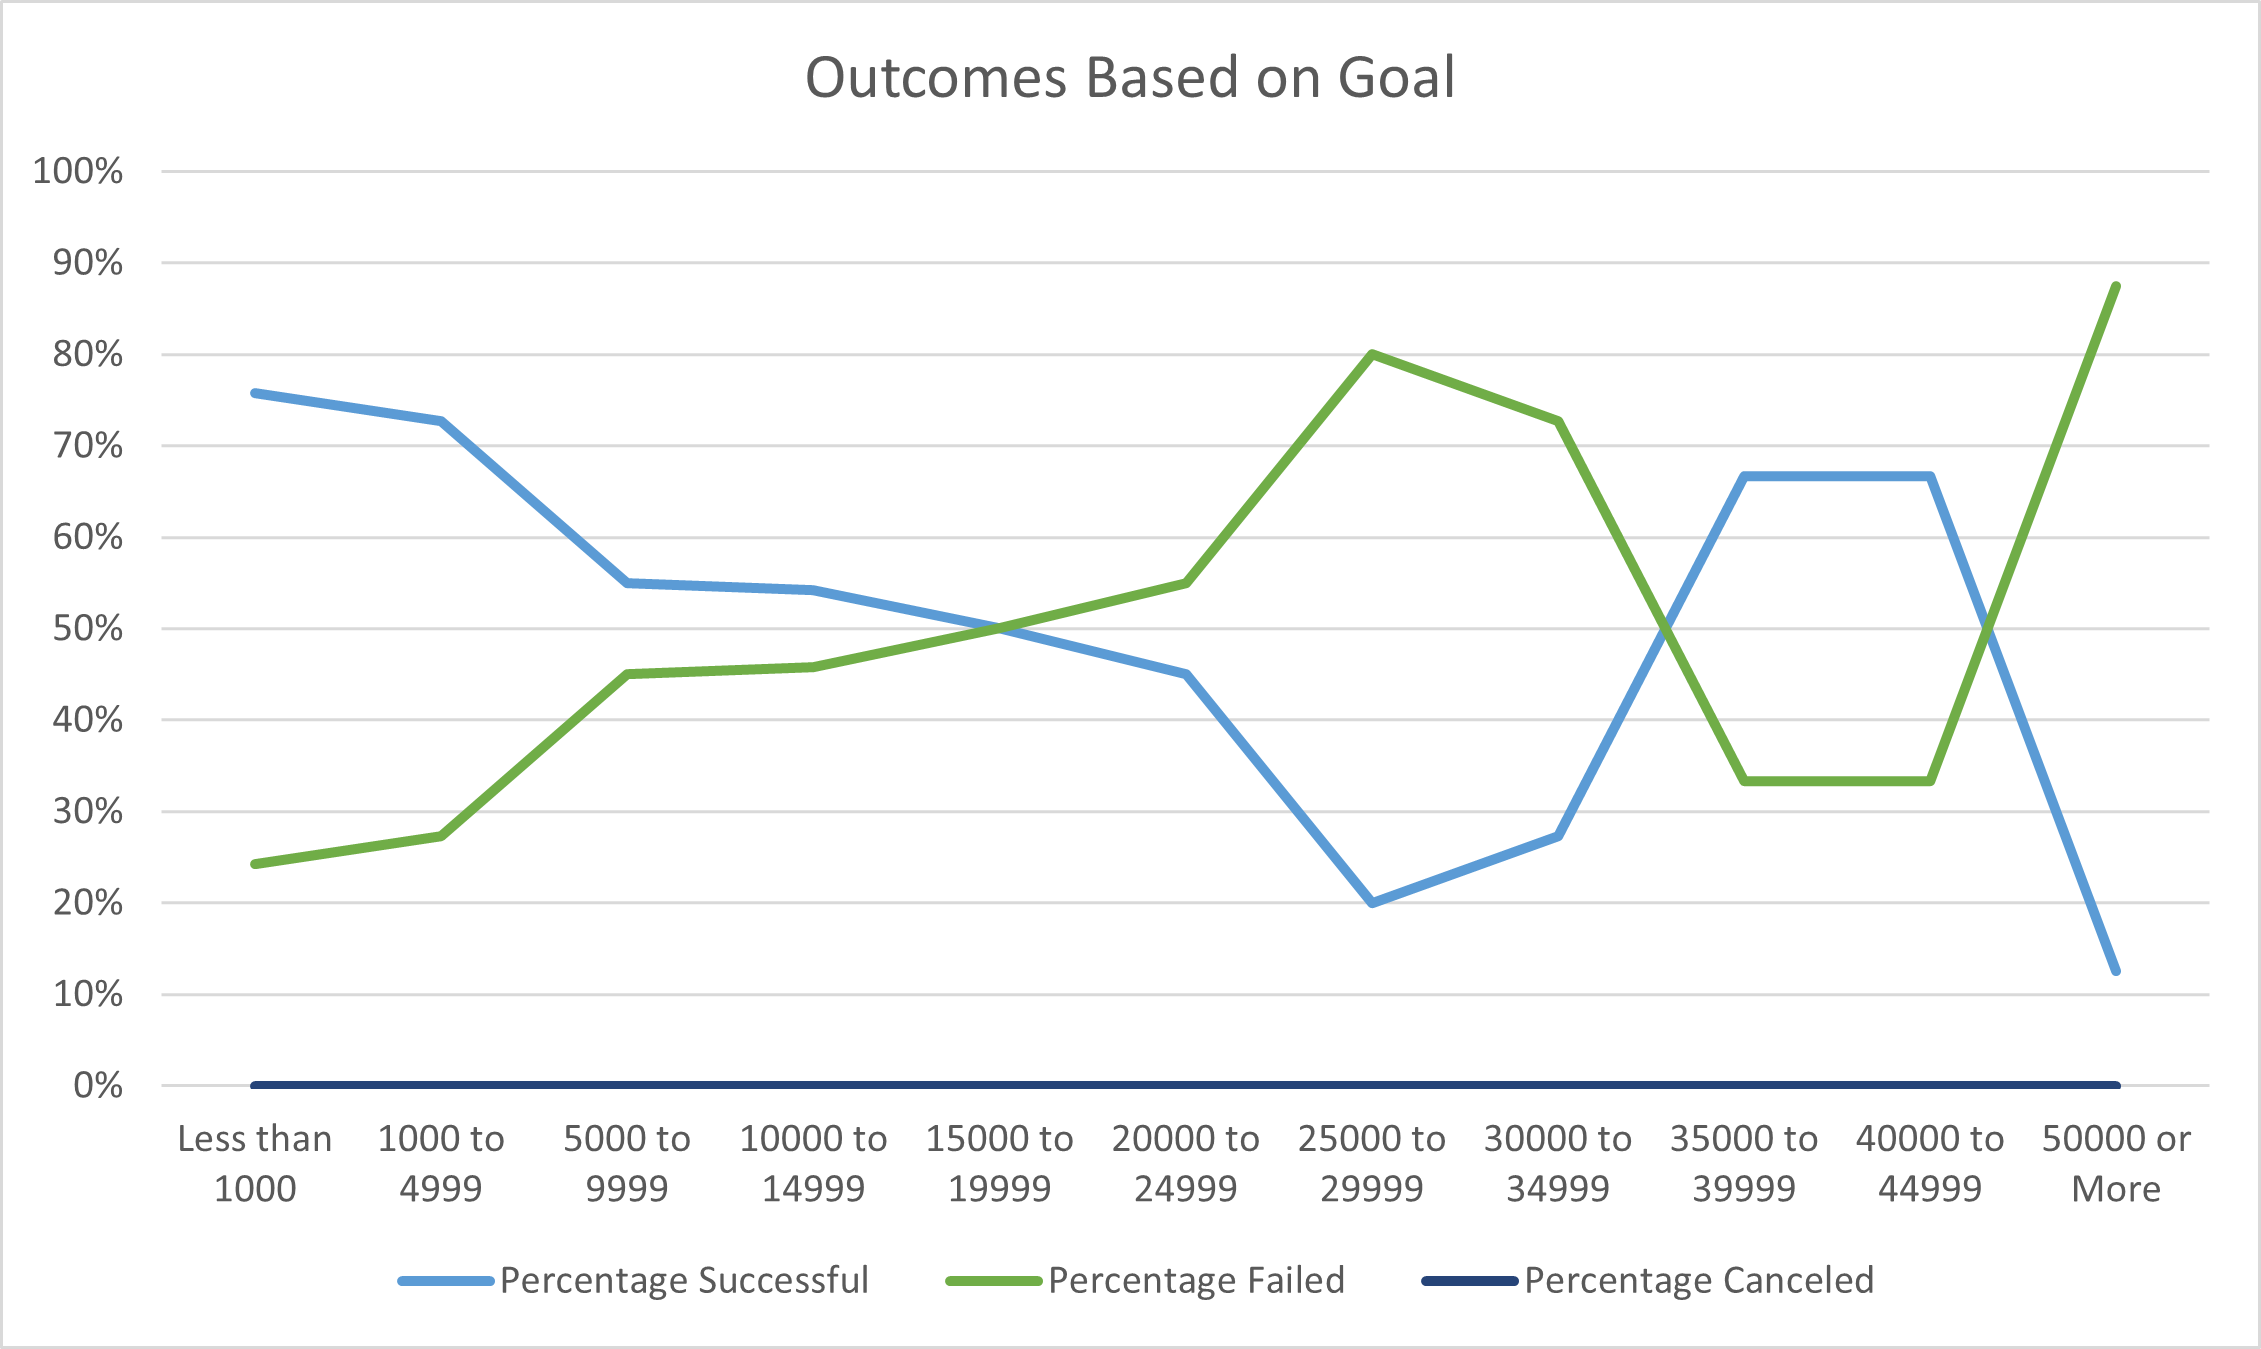 Outcomes Based on Goal
100%
90%
80%
70%
60%
50%
40%
30%
20%
10%
0%
Less than 1000
1000 to 4999
5000 to 9999
10000 to 14999
15000 to 19999
20000 to 24999
25000 to 29999
30000 to 34999
35000 to 39999
40000 to 44999
50000 or More
Percentage Successful
Percentage Failed
Percentage Canceled